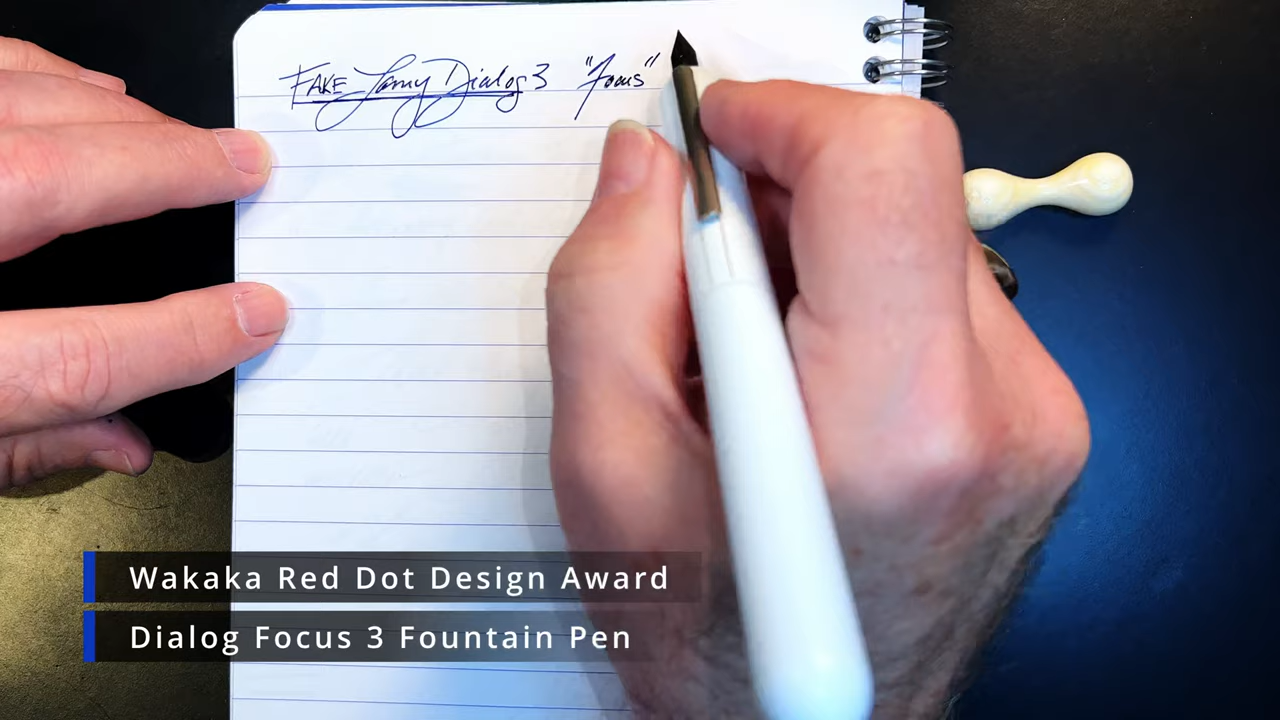 FAKE Lamy Dialog 3 "Focus"
Wakaka Red Dot Design Award
Dialog Focus 3 Fountain Pen